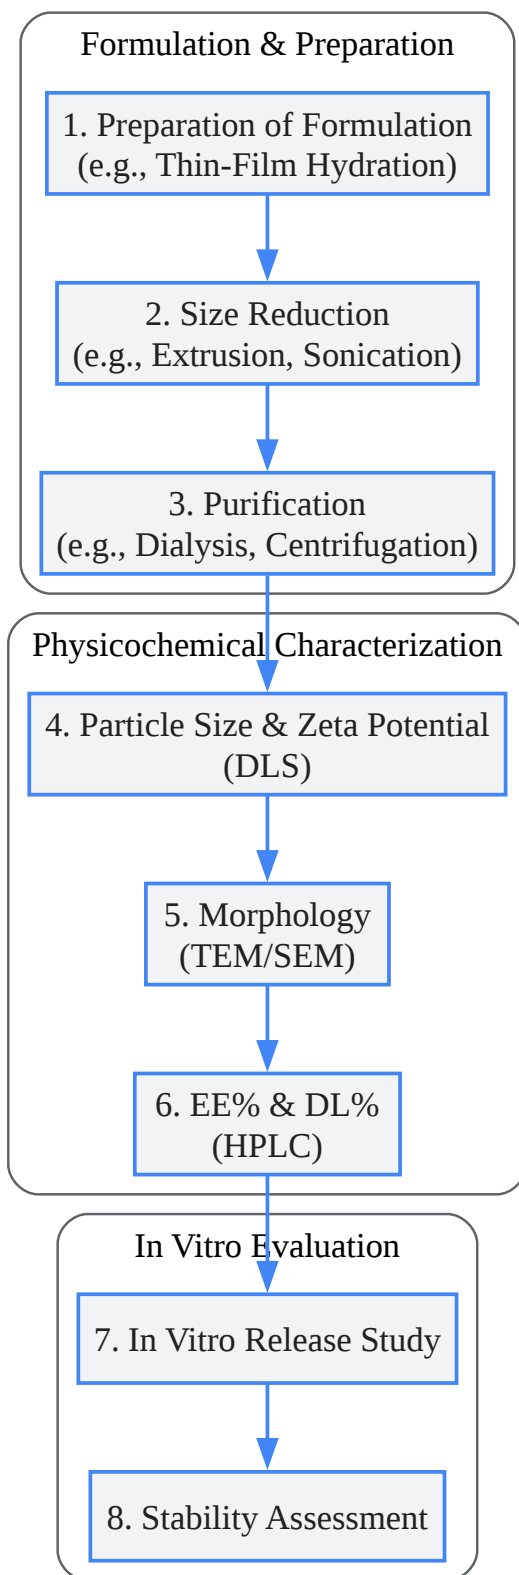 Formulation & Preparation
1. Preparation of Formulation
(e.g., Thin-Film Hydration)
2. Size Reduction
(e.g., Extrusion, Sonication)
3. Purification
(e.g., Dialysis, Centrifugation)
Physicochemical Characterization
4. Particle Size & Zeta Potential
(DLS)
5. Morphology
(TEM/SEM)
6. EE% & DL%
(HPLC)
In Vitro Evaluation
7. In Vitro Release Study
8. Stability Assessment